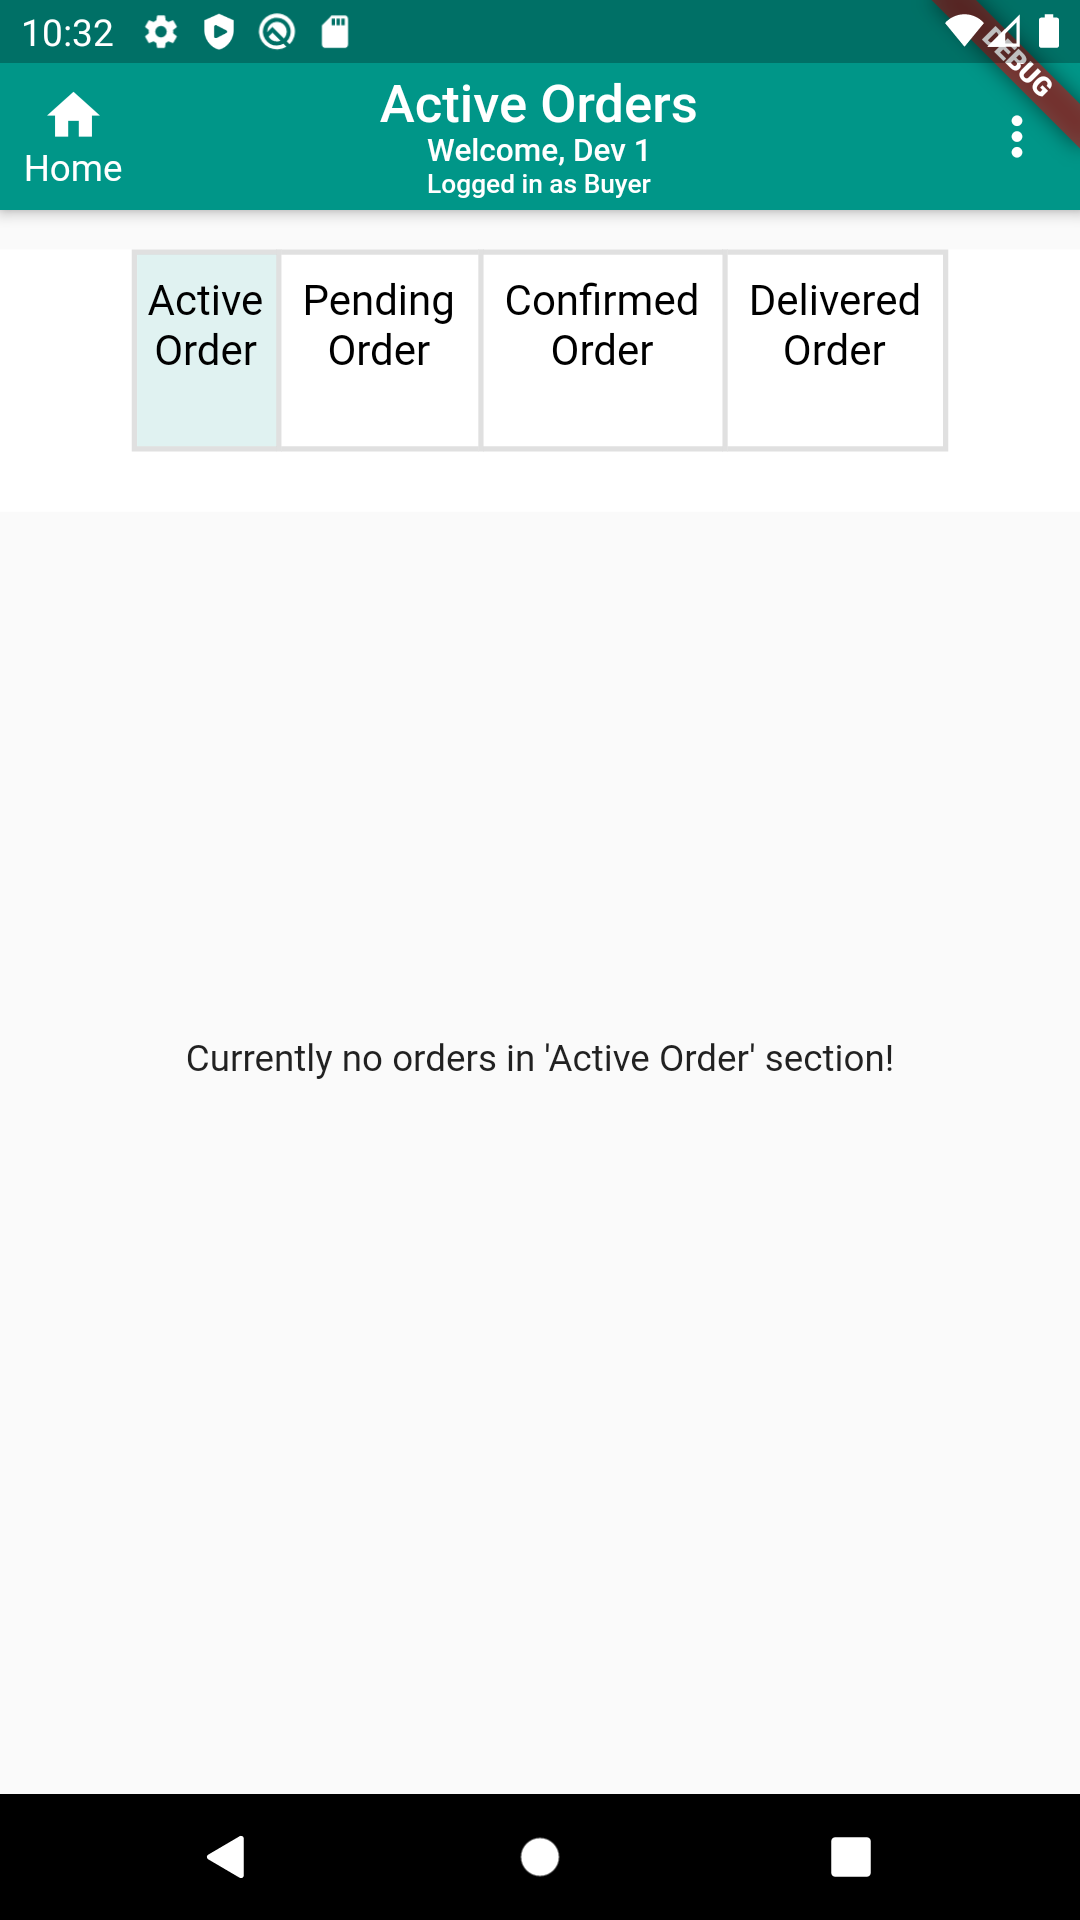 10:32
DEBUG
Home
Active Orders
Welcome, Dev 1
Logged in as Buyer
Active
Order
Pending
Order
Confirmed
Order
Delivered
Order
Currently no orders in 'Active Order' section!